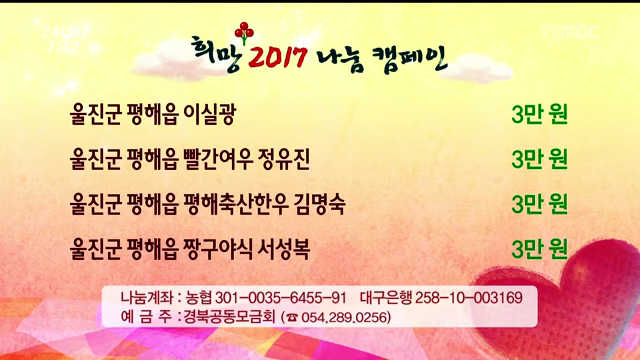 희망 2017 나눔 캠페인
울진군 평해읍 이실광 3만 원
울진군 평해읍 빨간여우 정유진 3만 원
울진군 평해읍 평해축산한우 김명숙 3만 원
울진군 평해읍 짱구야식 서성복 3만 원
나눔계좌 : 농협 301-0035-6455-91 대구은행 258-10-003169
예 금 주 : 경북공동모금회 (☎ 054.289.0256)